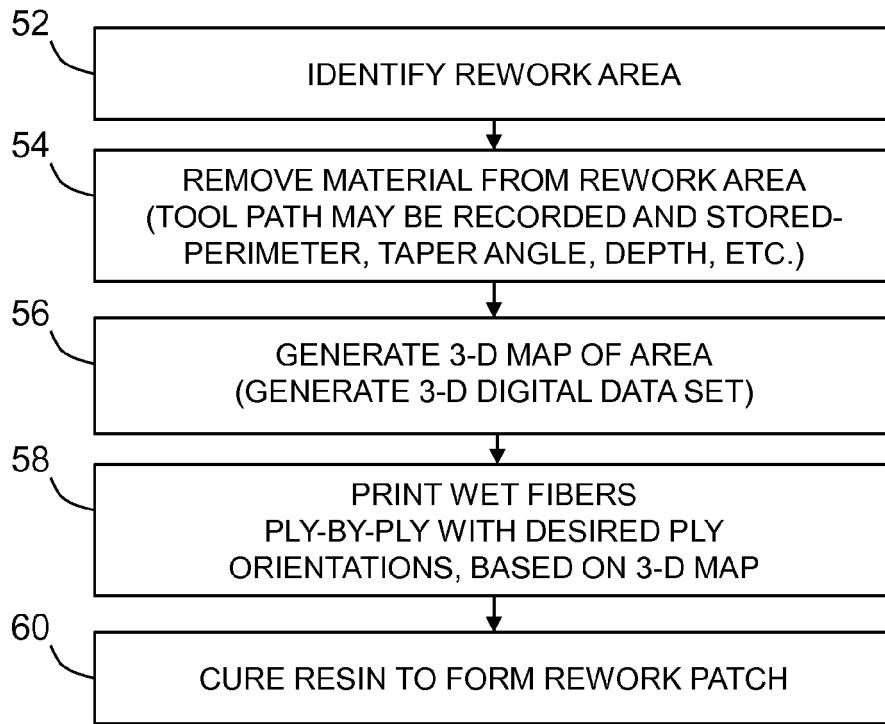 52
IDENTIFY REWORK AREA
54
REMOVE MATERIAL FROM REWORK AREA
(TOOL PATH MAY BE RECORDED AND STORED-
PERIMETER, TAPER ANGLE, DEPTH, ETC.)
56
GENERATE 3-D MAP OF AREA
(GENERATE 3-D DIGITAL DATA SET)
58
PRINT WET FIBERS
PLY-BY-PLY WITH DESIRED PLY
ORIENTATIONS, BASED ON 3-D MAP
60
CURE RESIN TO FORM REWORK PATCH